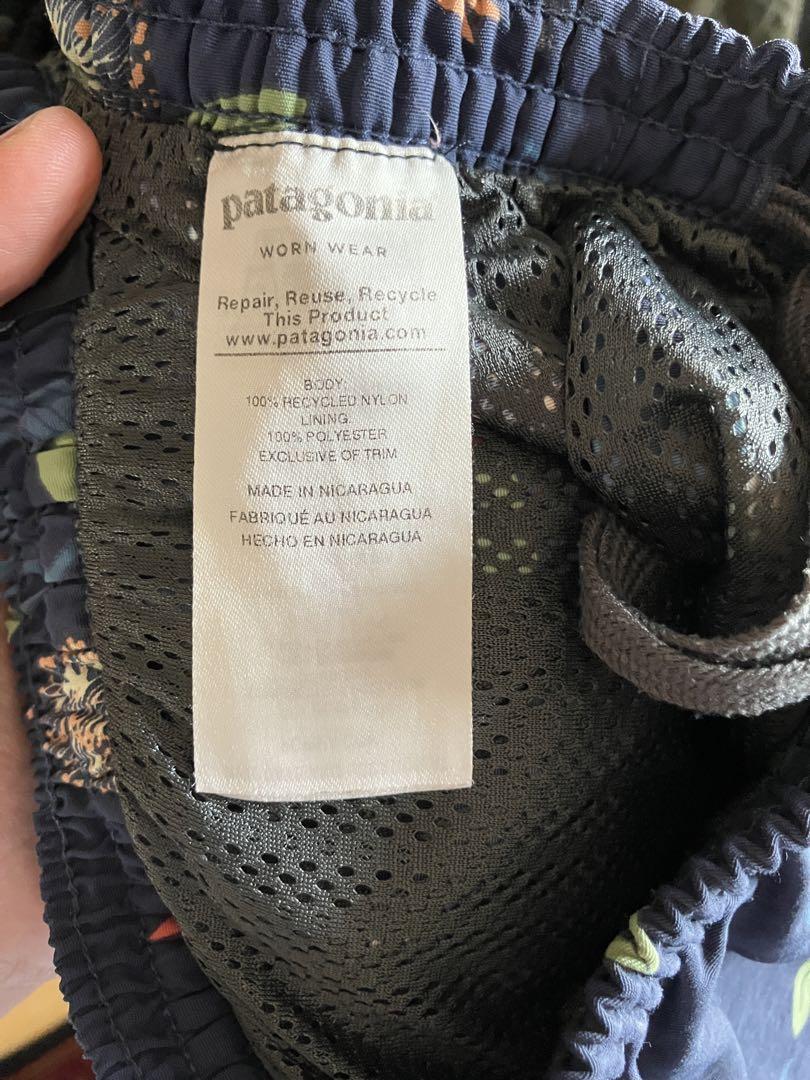 patagonia
WORN WEAR
Repair, Reuse, Recycle
This Product
www.patagonia.com
BODY:
100% RECYCLED NYLON
LINING:
100% POLYESTER
EXCLUSIVE OF TRIM
MADE IN NICARAGUA
FABRIQUÉ AU NICARAGUA
HECHO EN NICARAGUA